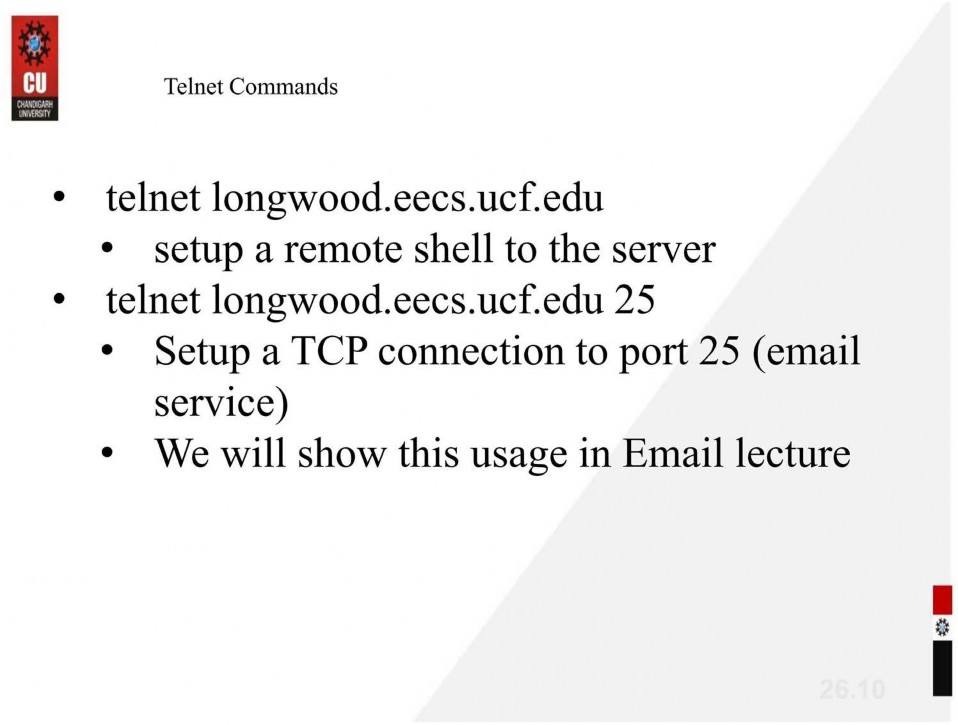 CU
CHANDIGARH
UNIVERSITY
Telnet Commands
• telnet longwood.eecs.ucf.edu
• setup a remote shell to the server
• telnet longwood.eecs.ucf.edu 25
• Setup a TCP connection to port 25 (email
service)
• We will show this usage in Email lecture
26.10